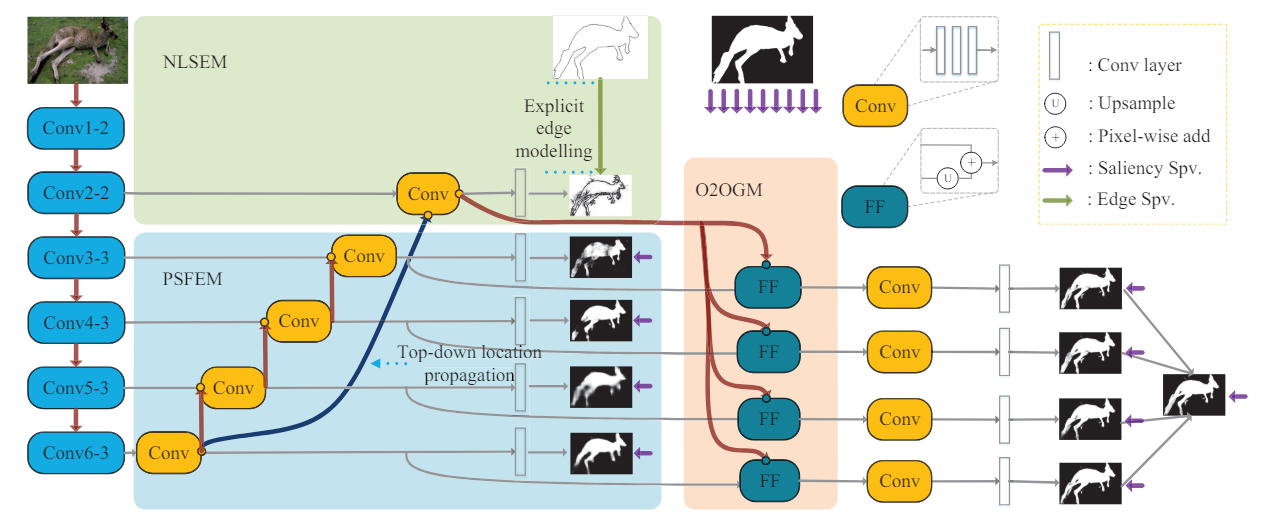 NLSEM
Explicit
edge
modelling
Conv1-2
Conv2-2
Conv3-3
Conv4-3
Conv5-3
Conv6-3
Conv
PSFEM
Conv
Conv
Conv
Conv
Top-down location
propagation
O2OGM
FF
FF
FF
FF
Conv
Conv
Conv
Conv
Conv
FF
U
+
U
+
: Conv layer
: Upsample
: Pixel-wise add
: Saliency Spv.
: Edge Spv.